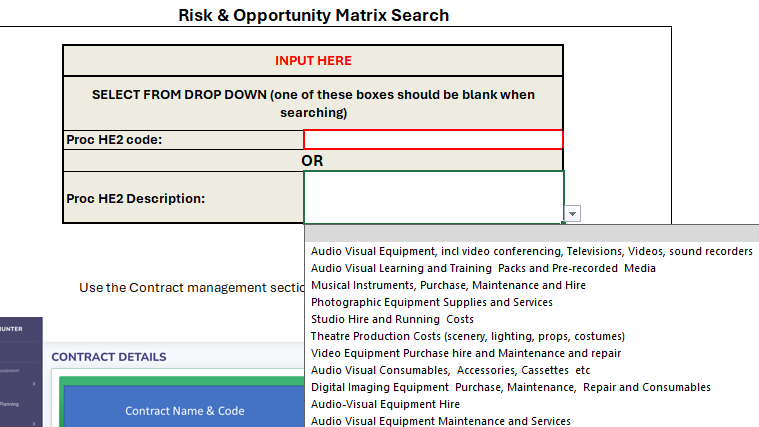 Risk & Opportunity Matrix Search
INPUT HERE
SELECT FROM DROP DOWN (one of these boxes should be blank when
searching)
Proc HE2 code:
OR
Proc HE2 Description:
Audio Visual Equipment, incl video conferencing, Televisions, Videos, sound recorders
Audio Visual Learning and Training  Packs and Pre-recorded  Media
Musical Instruments, Purchase, Maintenance and Hire
Photographic Equipment Supplies and Services
Studio Hire and Running  Costs
Theatre Production Costs (scenery, lighting, props, costumes)
Video Equipment Purchase hire and Maintenance and repair
Audio Visual Consumables,  Accessories, Cassettes  etc
Digital Imaging Equipment  Purchase, Maintenance,  Repair and Consumables
Audio-Visual Equipment Hire
Audio Visual Equipment Maintenance and Services
Use the Contract management sectio
HUNTER
Planning
CONTRACT DETAILS
Contract Name & Code